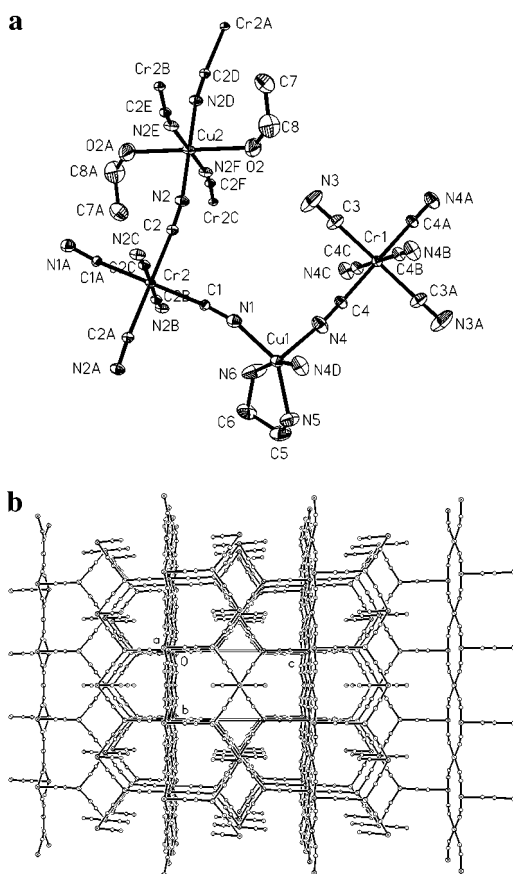 a
Cr2A
Cr2B
C2D
C7
C2E
N2D
N2E
C8
O2A
Cu2
O2
C8A
N2F
C2F
N2
Cr2C
C7A
C2
N3
N4A
C3
C4A
N2C
Cr1
N1A
C2C
Cr2
N4C
C4C
N4B
C4B
C1A
C1
C2B
N1
C4
C3A
N2B
C2A
N4
N3A
Cu1
N2A
N6
N4D
C6
N5
C5
b
a
0
c
b